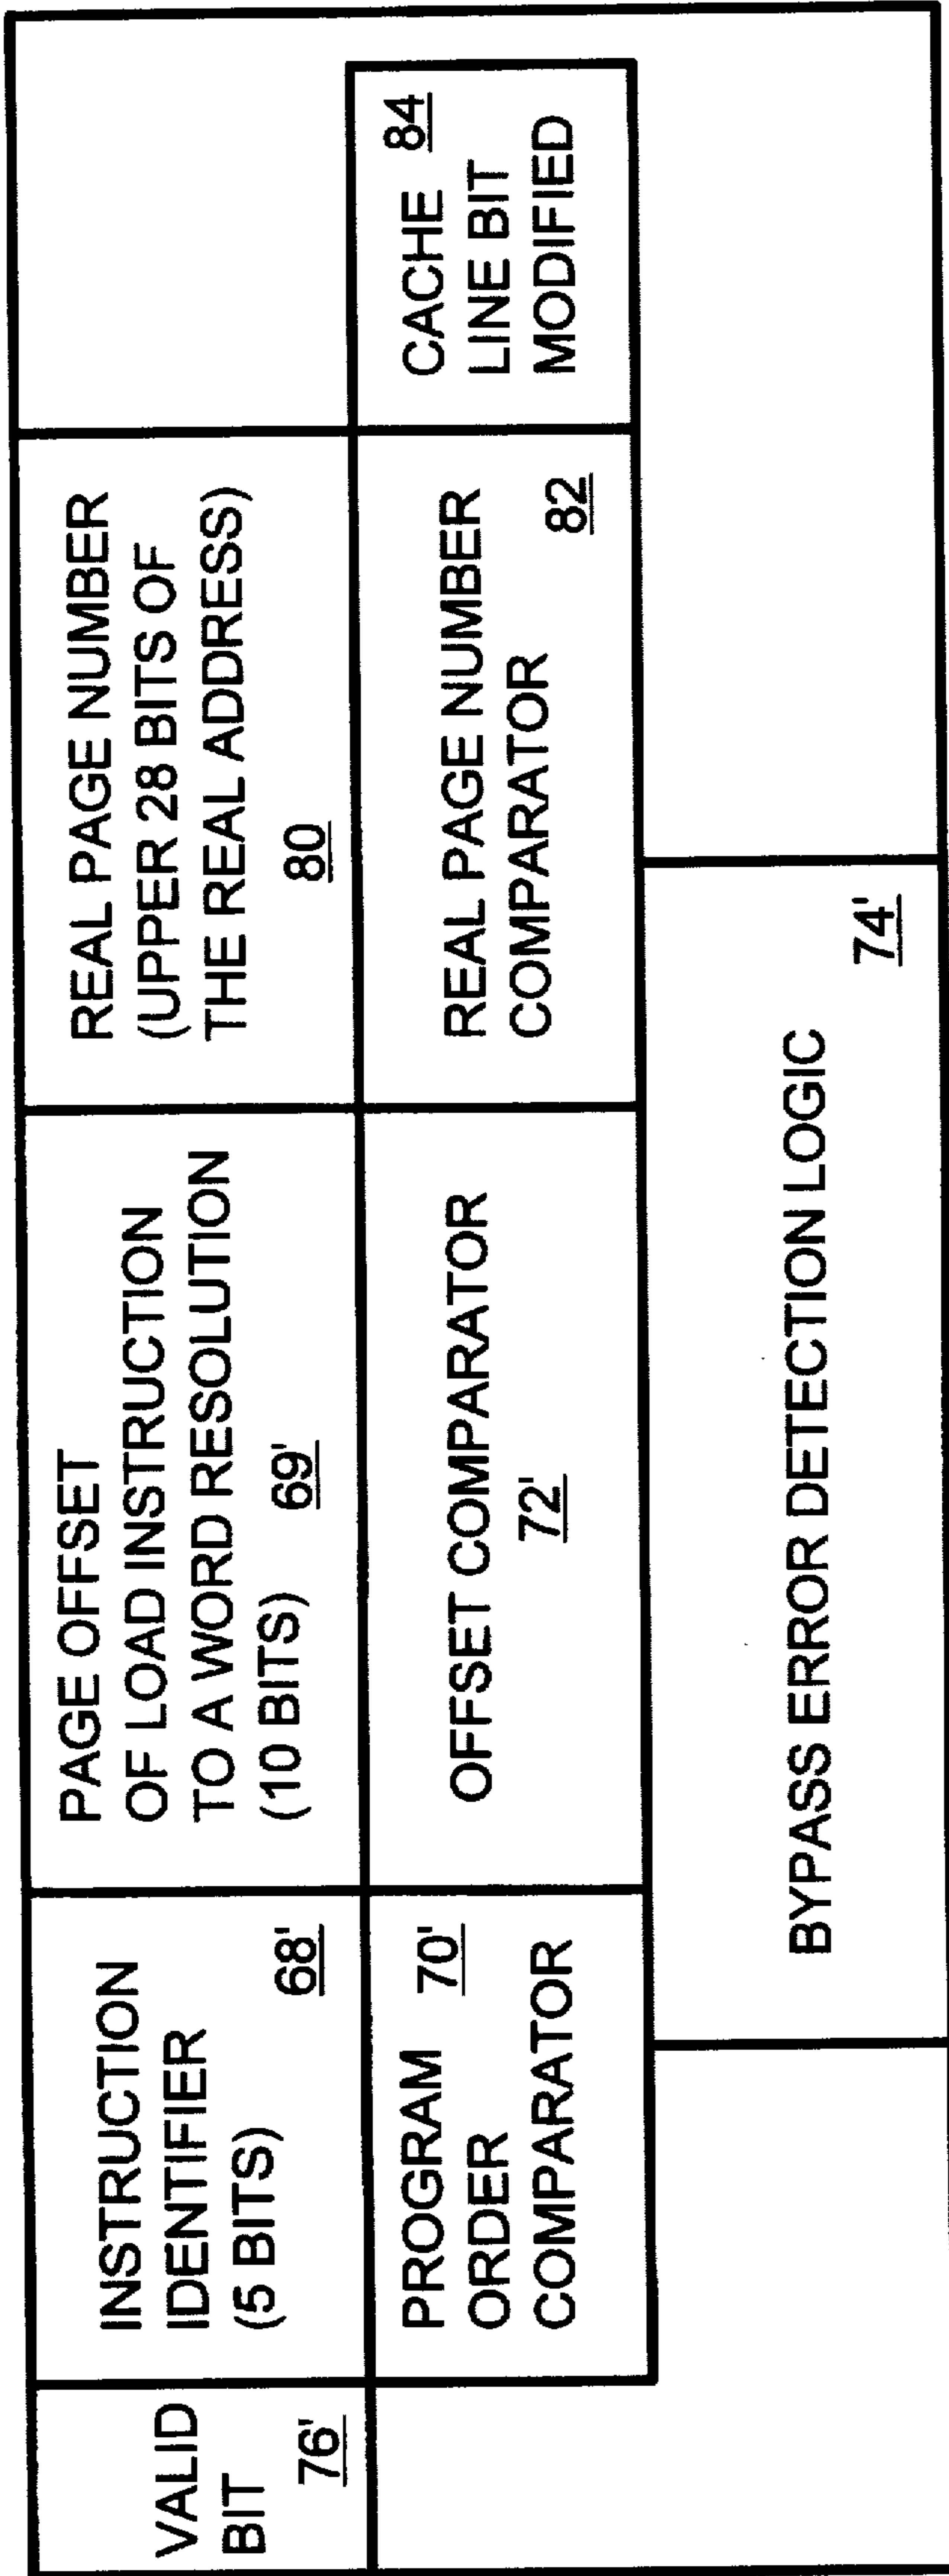 VALID
BIT
76'
INSTRUCTION
IDENTIFIER
(5 BITS)
68'
PAGE OFFSET
OF LOAD INSTRUCTION
TO A WORD RESOLUTION
(10 BITS) 69'
REAL PAGE NUMBER
(UPPER 28 BITS OF
THE REAL ADDRESS)
80
PROGRAM 70'
ORDER
COMPARATOR
OFFSET COMPARATOR
72'
REAL PAGE NUMBER
COMPARATOR 82
CACHE 84
LINE BIT
MODIFIED
BYPASS ERROR DETECTION LOGIC
74'